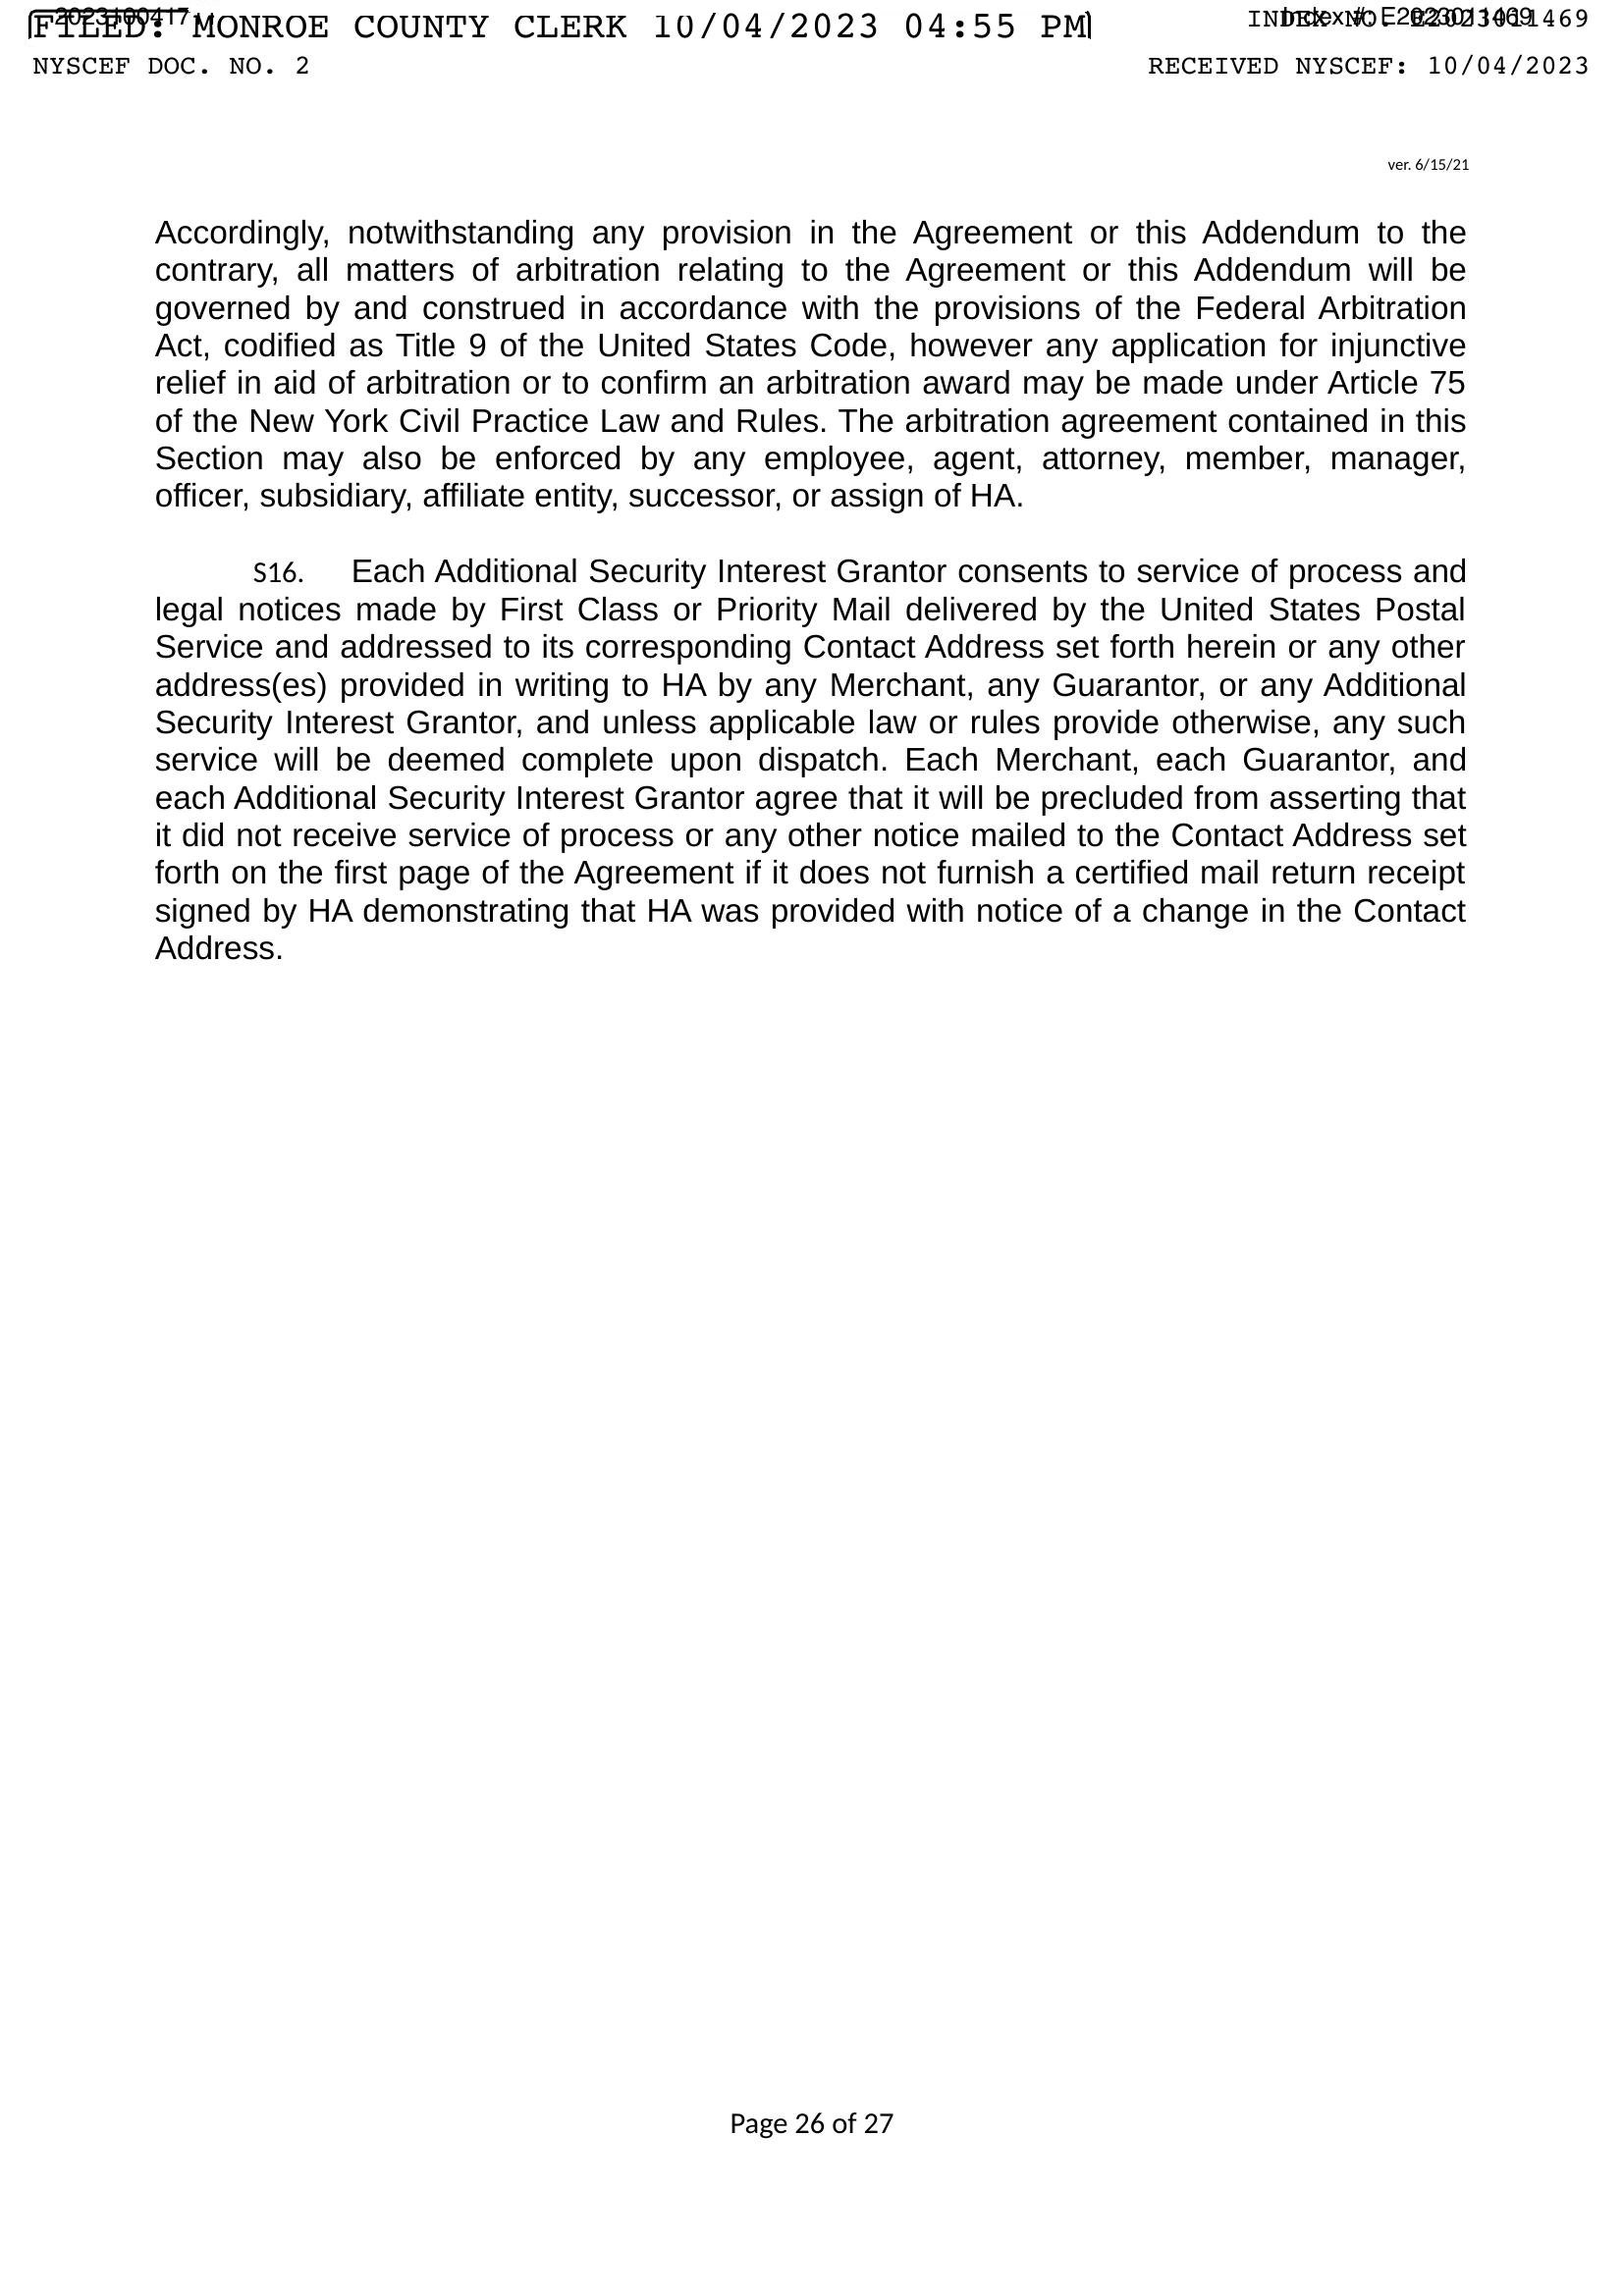 FILED: MONROE COUNTY CLERK 10/04/2023 04:55 PM
INDEX NO. E2023011469
Index #: E2023011469
NYSCEF DOC. NO. 2
RECEIVED NYSCEF: 10/04/2023
ver. 6/15/21
Accordingly, notwithstanding any provision in the Agreement or this Addendum to the
contrary, all matters of arbitration relating to the Agreement or this Addendum will be
governed by and construed in accordance with the provisions of the Federal Arbitration
Act, codified as Title 9 of the United States Code, however any application for injunctive
relief in aid of arbitration or to confirm an arbitration award may be made under Article 75
of the New York Civil Practice Law and Rules. The arbitration agreement contained in this
Section may also be enforced by any employee, agent, attorney, member, manager,
officer, subsidiary, affiliate entity, successor, or assign of HA.
S16. Each Additional Security Interest Grantor consents to service of process and
legal notices made by First Class or Priority Mail delivered by the United States Postal
Service and addressed to its corresponding Contact Address set forth herein or any other
address(es) provided in writing to HA by any Merchant, any Guarantor, or any Additional
Security Interest Grantor, and unless applicable law or rules provide otherwise, any such
service will be deemed complete upon dispatch. Each Merchant, each Guarantor, and
each Additional Security Interest Grantor agree that it will be precluded from asserting that
it did not receive service of process or any other notice mailed to the Contact Address set
forth on the first page of the Agreement if it does not furnish a certified mail return receipt
signed by HA demonstrating that HA was provided with notice of a change in the Contact
Address.
Page 26 of 27